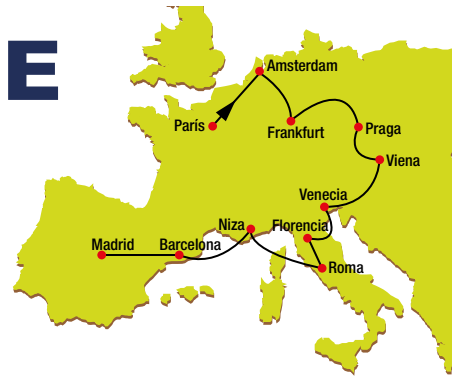 E
Amsterdam
París
Frankfurt
Praga
Viena
Venecia
Niza
Florencia
Madrid
Barcelona
Roma